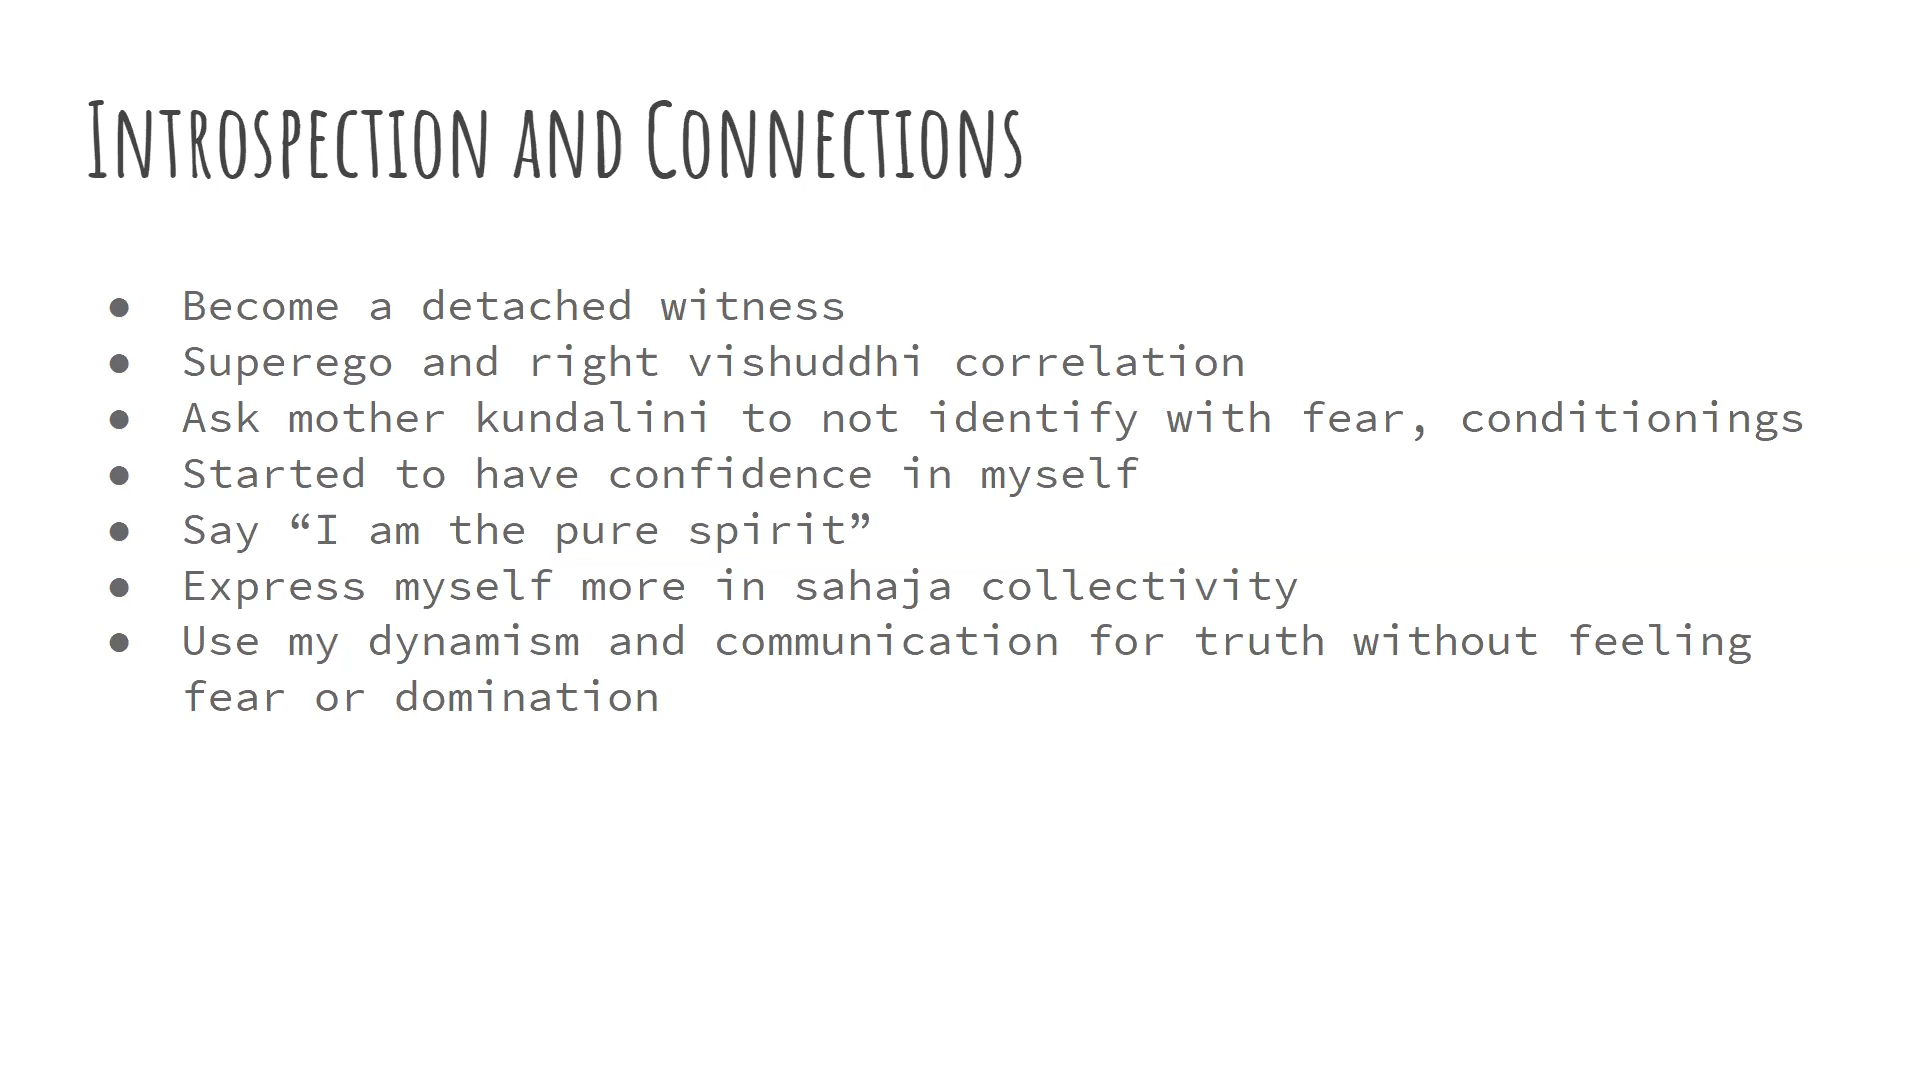 Introspection and Connections
● Become a detached witness
● Superego and right vishuddhi correlation
● Ask mother kundalini to not identify with fear, conditionings
● Started to have confidence in myself
● Say “I am the pure spirit”
● Express myself more in sahaja collectivity
● Use my dynamism and communication for truth without feeling
fear or domination